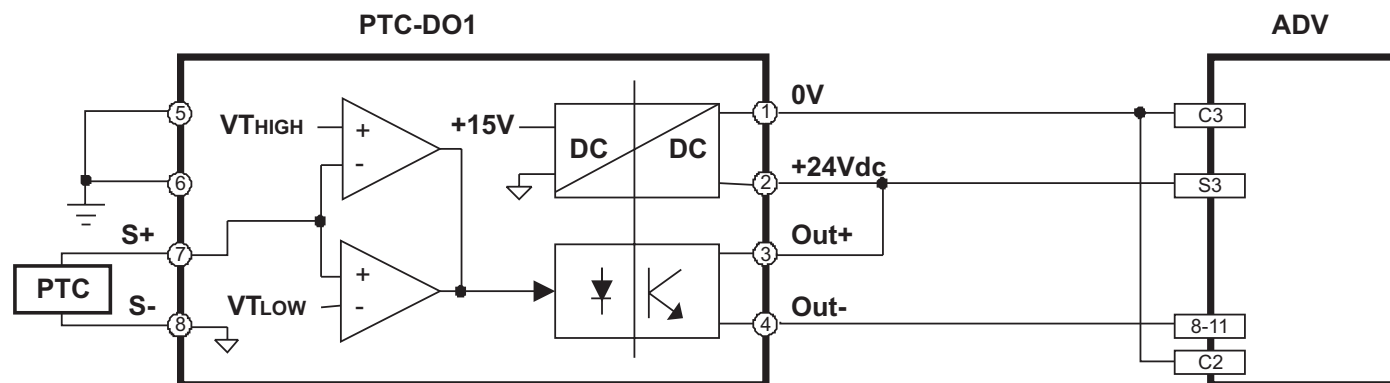 PTC-DO1
ADV
5
VTHIGH
+
-
+15V
DC
DC
1
0V
C3
6
2
+24Vdc
S3
S+
7
+
3
Out+
PTC
S-
8
VTLOW
-
4
Out-
8-11
C2